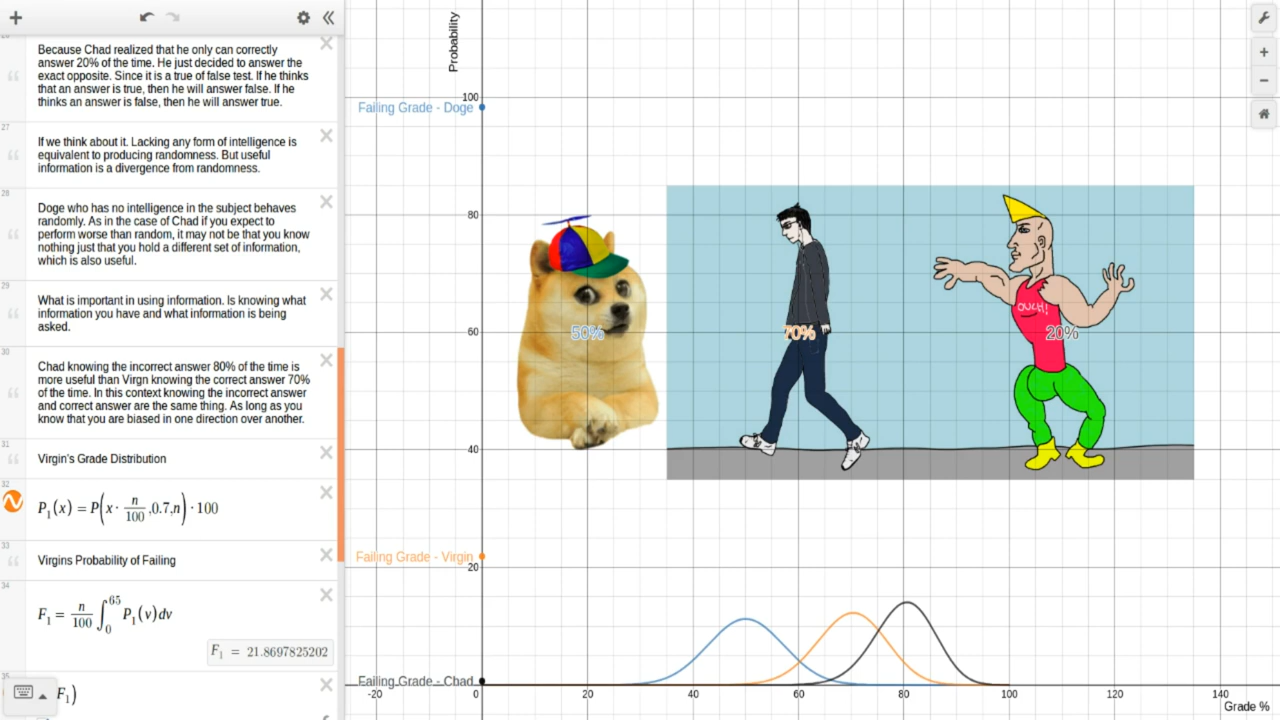 Because Chad realized that he only can correctly
answer 20% of the time. He just decided to answer the
exact opposite. Since it is a true of false test. If he thinks
that an answer is true, then he will answer false. If he
thinks an answer is false, then he will answer true.
27
If we think about it. Lacking any form of intelligence is
equivalent to producing randomness. But useful
information is a divergence from randomness.
28
Doge who has no intelligence in the subject behaves
randomly. As in the case of Chad if you expect to
perform worse than random, it may not be that you know
nothing just that you hold a different set of information,
which is also useful.
29
What is important in using information. Is knowing what
information you have and what information is being
asked.
30
Chad knowing the incorrect answer 80% of the time is
more useful than Virgn knowing the correct answer 70%
of the time. In this context knowing the incorrect answer
and correct answer are the same thing. As long as you
know that you are biased in one direction over another.
31
Virgin's Grade Distribution
32
P₁(x) = P(x · n/100 ,0.7,n) · 100
33
Virgins Probability of Failing
34
F₁ = n/100 ∫₀⁶⁵ P₁(v)dv
F₁ = 21.8697825202
35
F₁)
Probability
100
Failing Grade - Doge
80
60
40
Failing Grade - Virgin
20
Failing Grade - Chad
50%
70%
OUCH!
20%
-20
0
20
40
60
80
100
120
140
Grade %